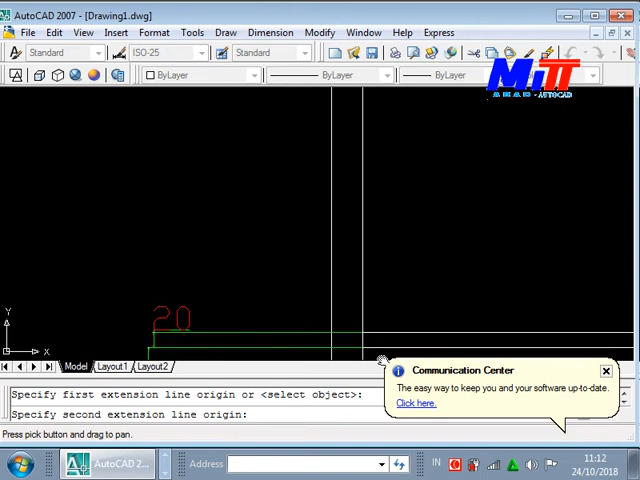 AutoCAD 2007 - [Drawing1.dwg]
File Edit View Insert Format Tools Draw Dimension Modify Window Help Express
Standard ISO-25 Standard
ByLayer ByLayer ByLayer
MiTT
AKAD - AUTOCAD
20
Y
X
Model Layout1 Layout2
Communication Center
The easy way to keep you and your software up-to-date.
Click here.
Specify first extension line origin or <select object>:
Specify second extension line origin:
Press pick button and drag to pan.
AutoCAD 2...
Address
IN
11:12
24/10/2018